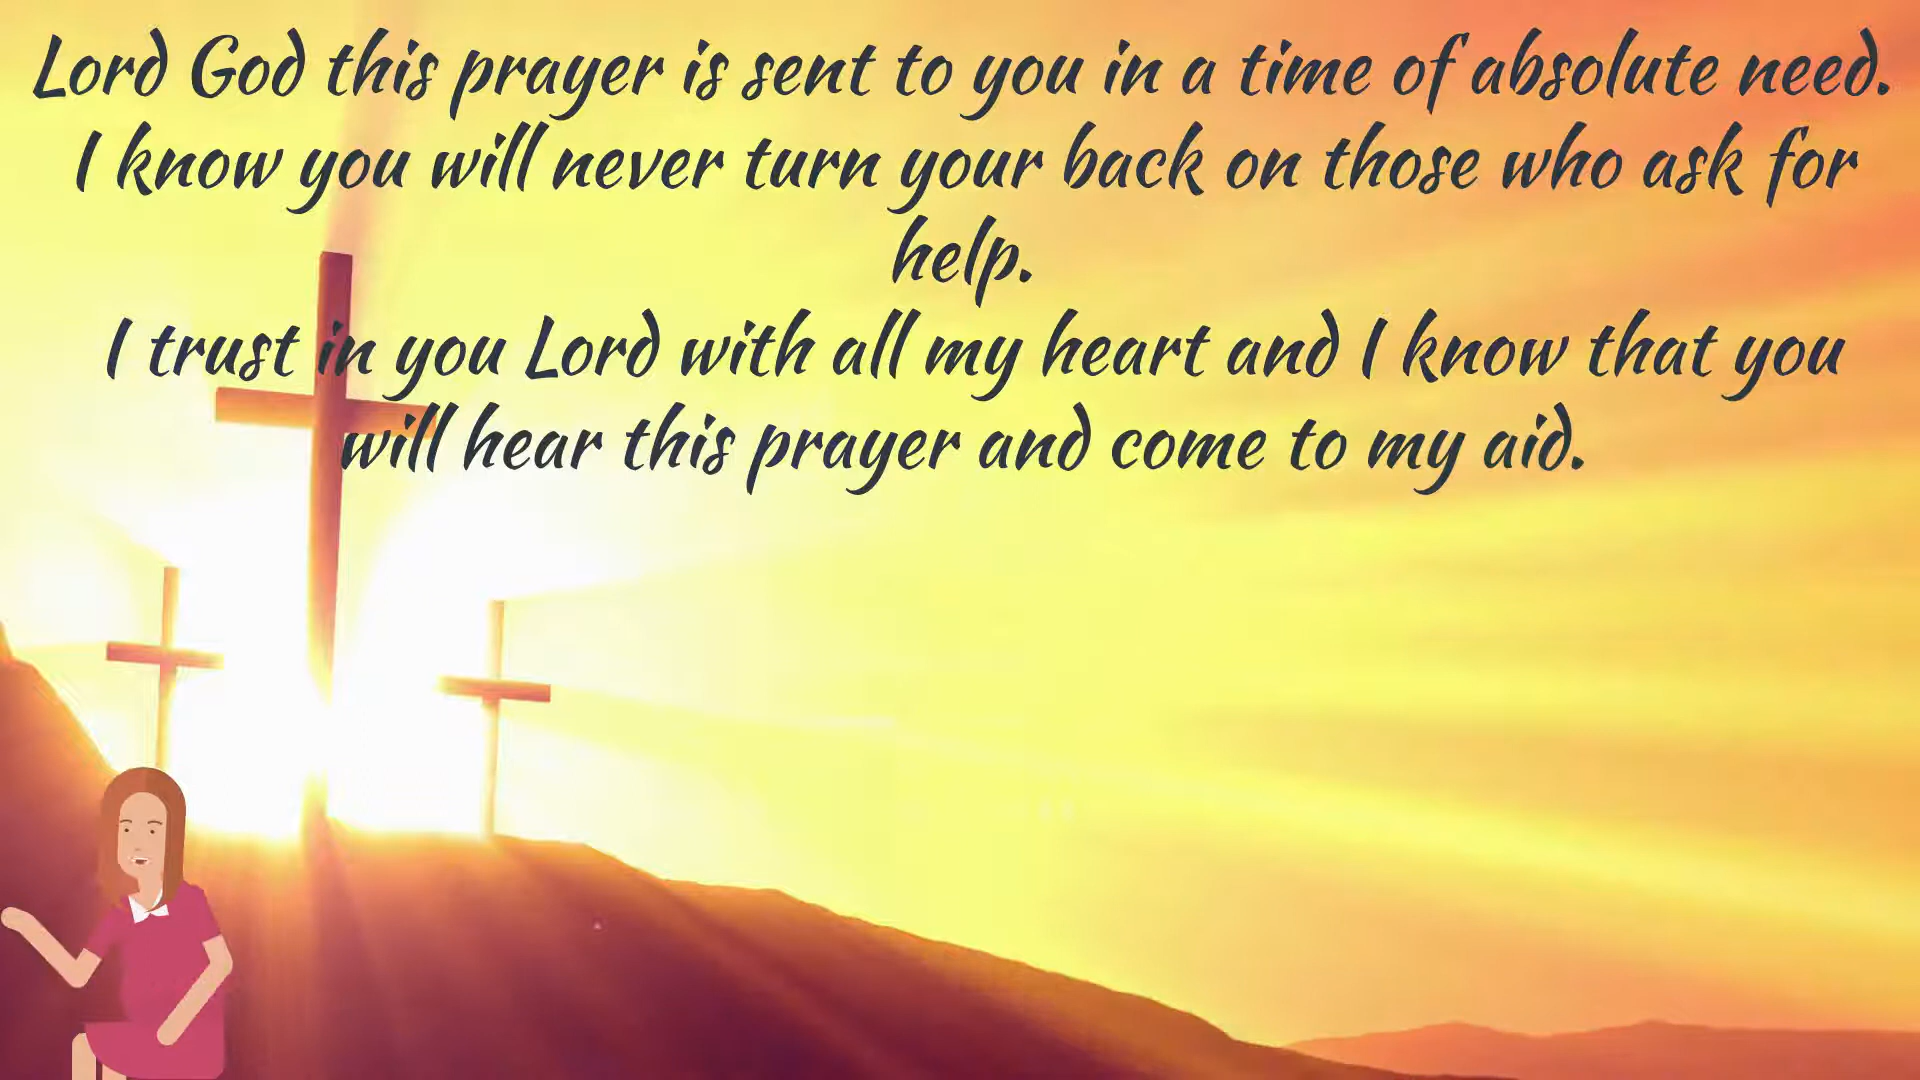 Lord God this prayer is sent to you in a time of absolute need.
I know you will never turn your back on those who ask for
help.
I trust in you Lord with all my heart and I know that you
will hear this prayer and come to my aid.